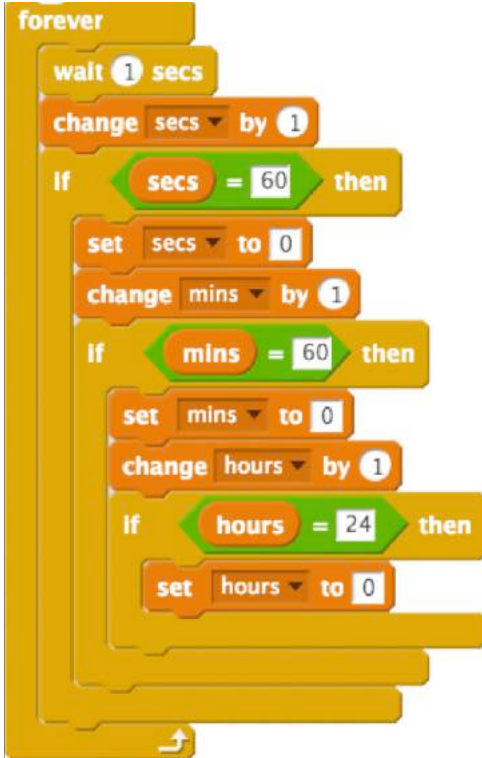 forever
wait 1 secs
change secs by 1
if secs = 60 then
set secs to 0
change mins by 1
if mins = 60 then
set mins to 0
change hours by 1
if hours = 24 then
set hours to 0